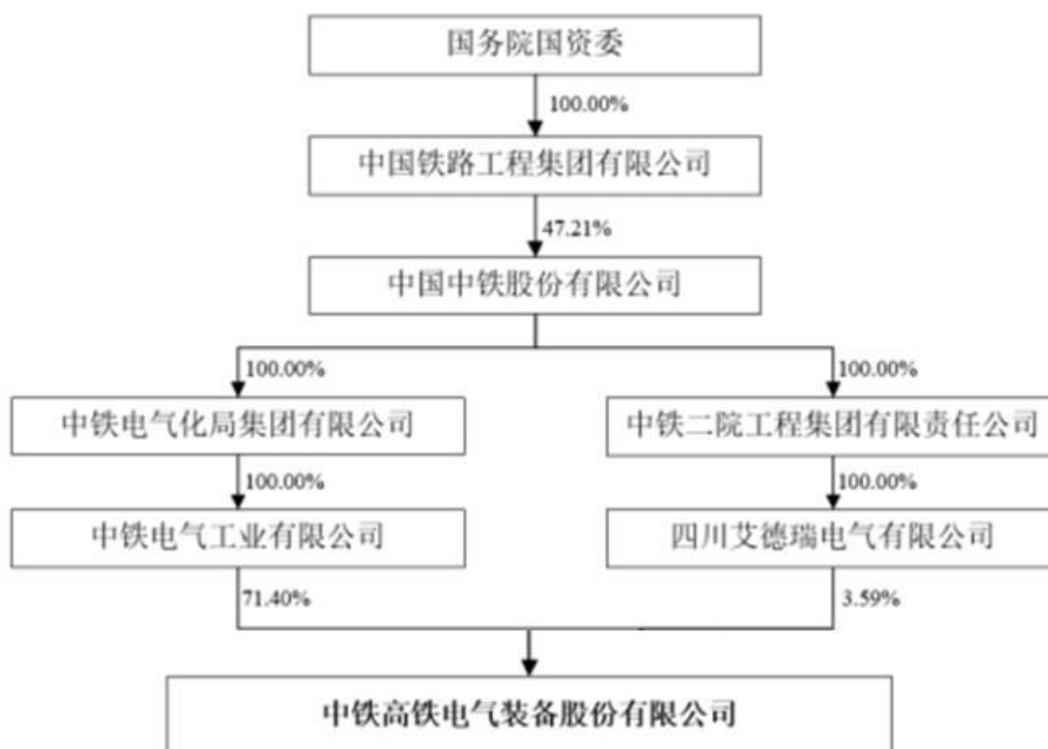 国务院国资委
100.00%
中国铁路工程集团有限公司
47.21%
中国中铁股份有限公司
100.00%
100.00%
中铁电气化局集团有限公司
中铁二院工程集团有限责任公司
100.00%
100.00%
中铁电气工业有限公司
四川艾德瑞电气有限公司
71.40%
3.59%
中铁高铁电气装备股份有限公司